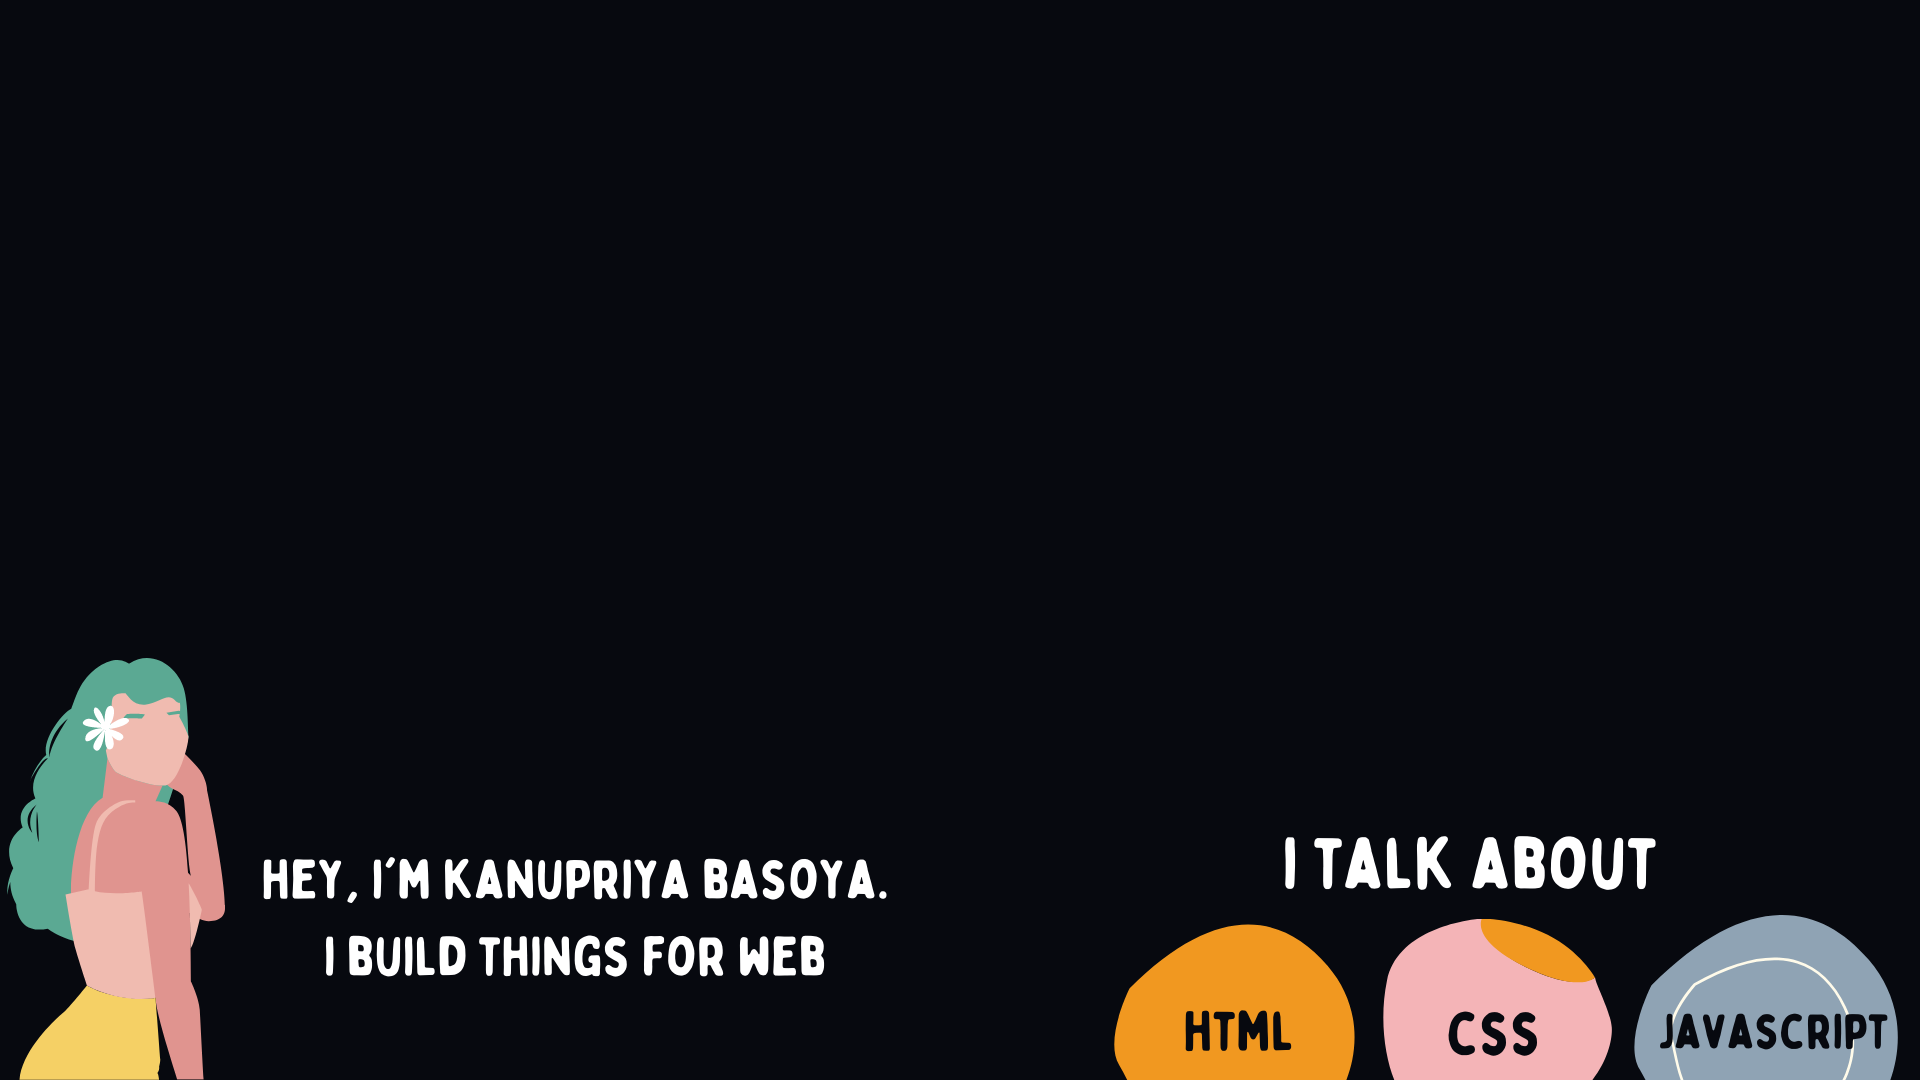 HEY, I'M KANUPRIYA BASOYA.
I BUILD THINGS FOR WEB
I TALK ABOUT
HTML
CSS
JAVASCRIPT